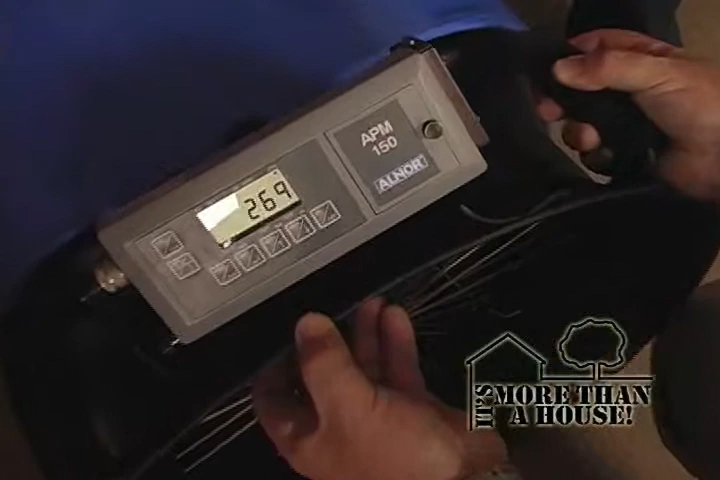 APM
150
ALNOR
269
IT'S
MORE THAN
A HOUSE!